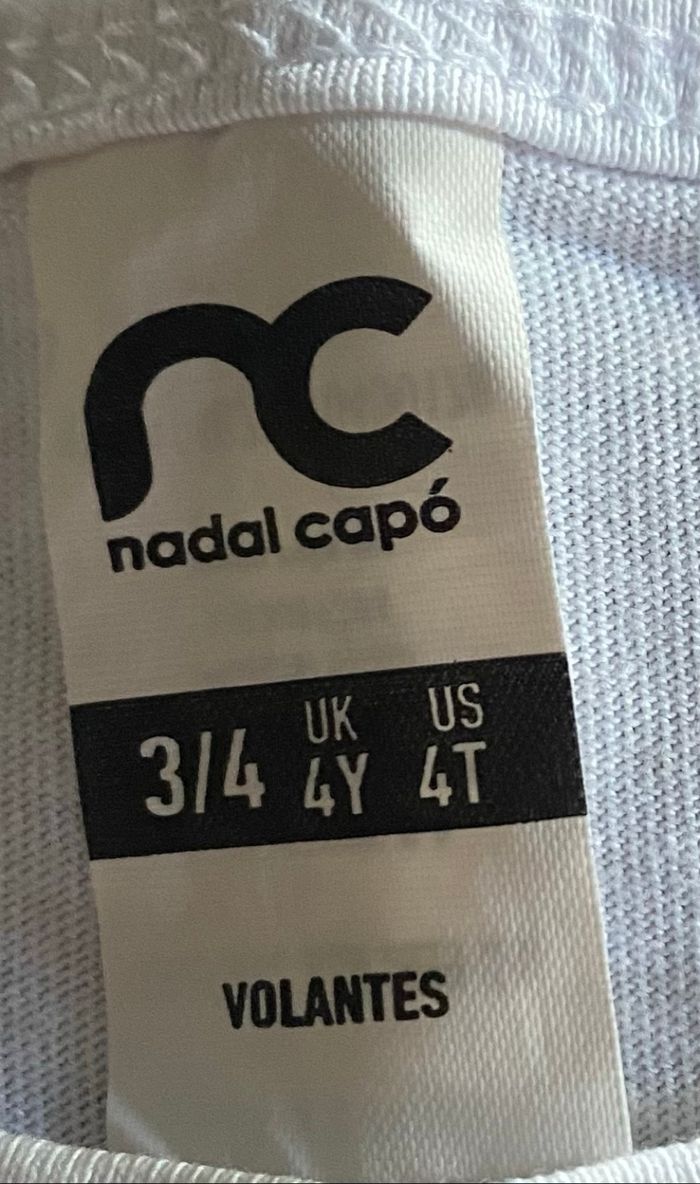 nc
nadal capó
3/4 UK 4Y US 4T
VOLANTES